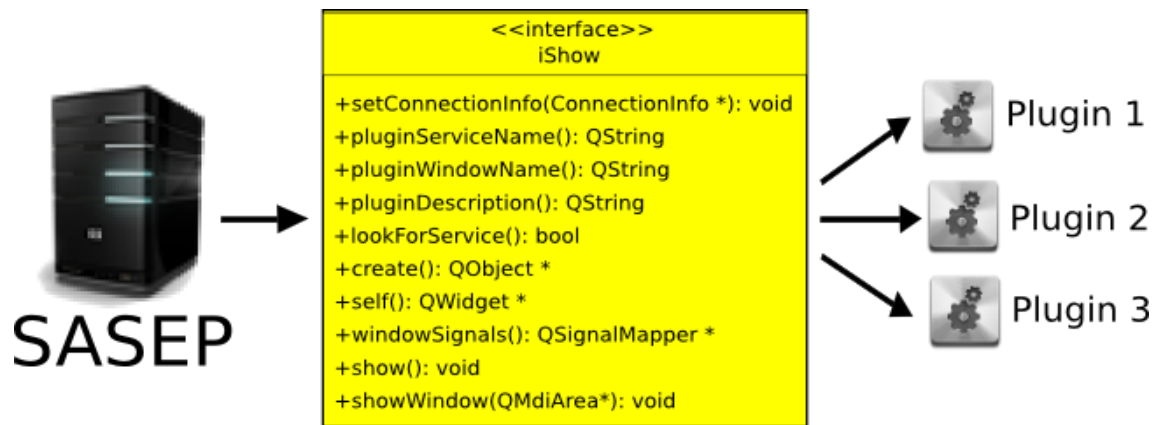 <<interface>>
iShow
+setConnectionInfo(ConnectionInfo *): void
+pluginServiceName(): QString
+pluginWindowName(): QString
+pluginDescription(): QString
+lookForService(): bool
+create(): QObject *
+self(): QWidget *
+windowSignals(): QSignalMapper *
+show(): void
+showWindow(QMdiArea*): void
SASEP
Plugin 1
Plugin 2
Plugin 3